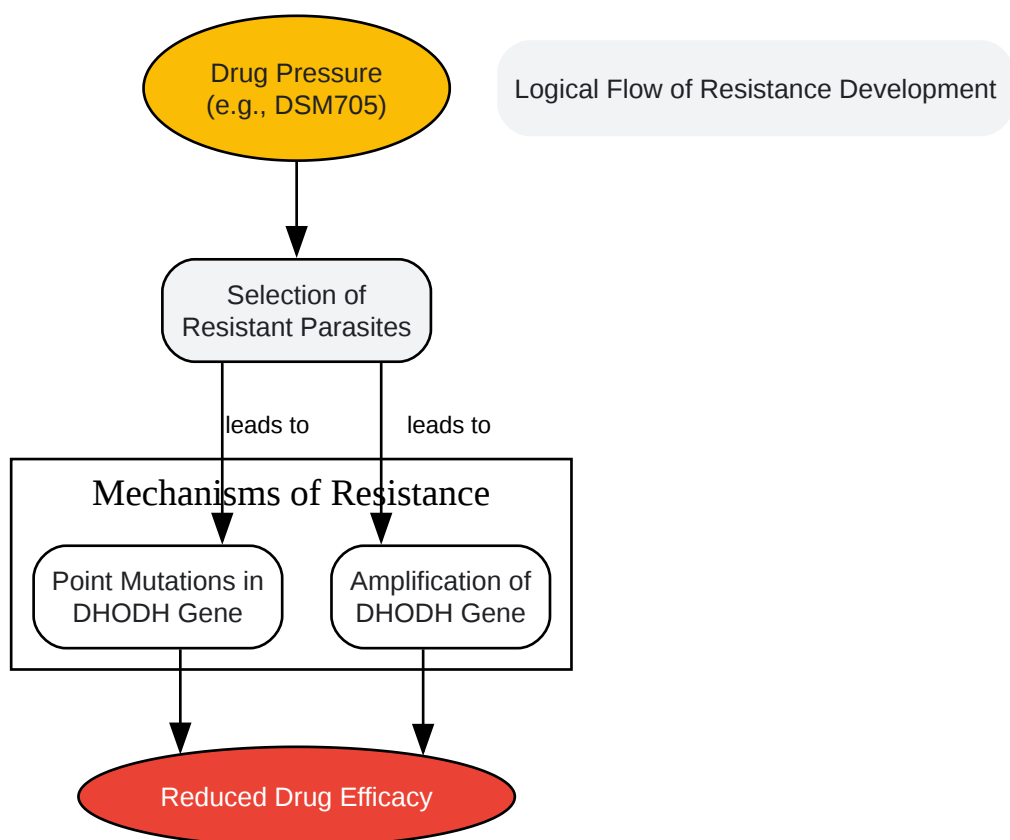 Drug Pressure
(e.g., DSM705)
Logical Flow of Resistance Development
Selection of
Resistant Parasites
leads to
leads to
Mechanisms of Resistance
Point Mutations in
DHODH Gene
Amplification of
DHODH Gene
Reduced Drug Efficacy